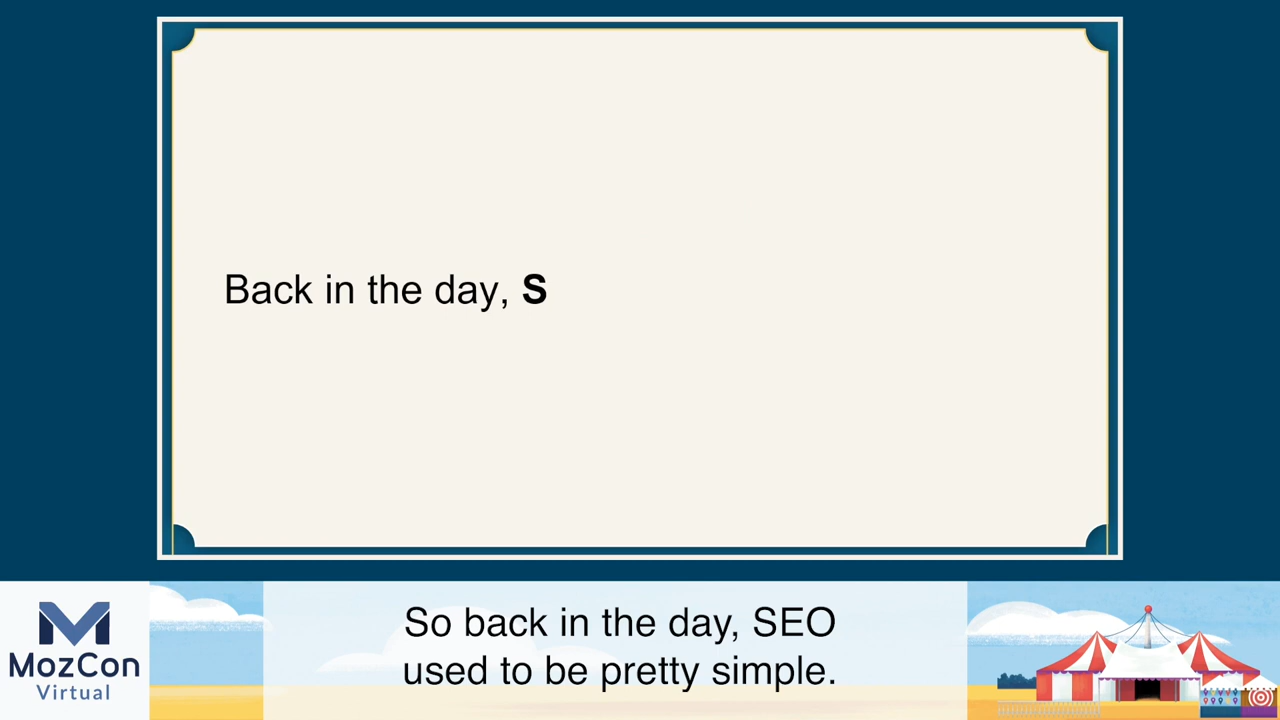 Back in the day, S
So back in the day, SEO
used to be pretty simple.
MozCon
Virtual